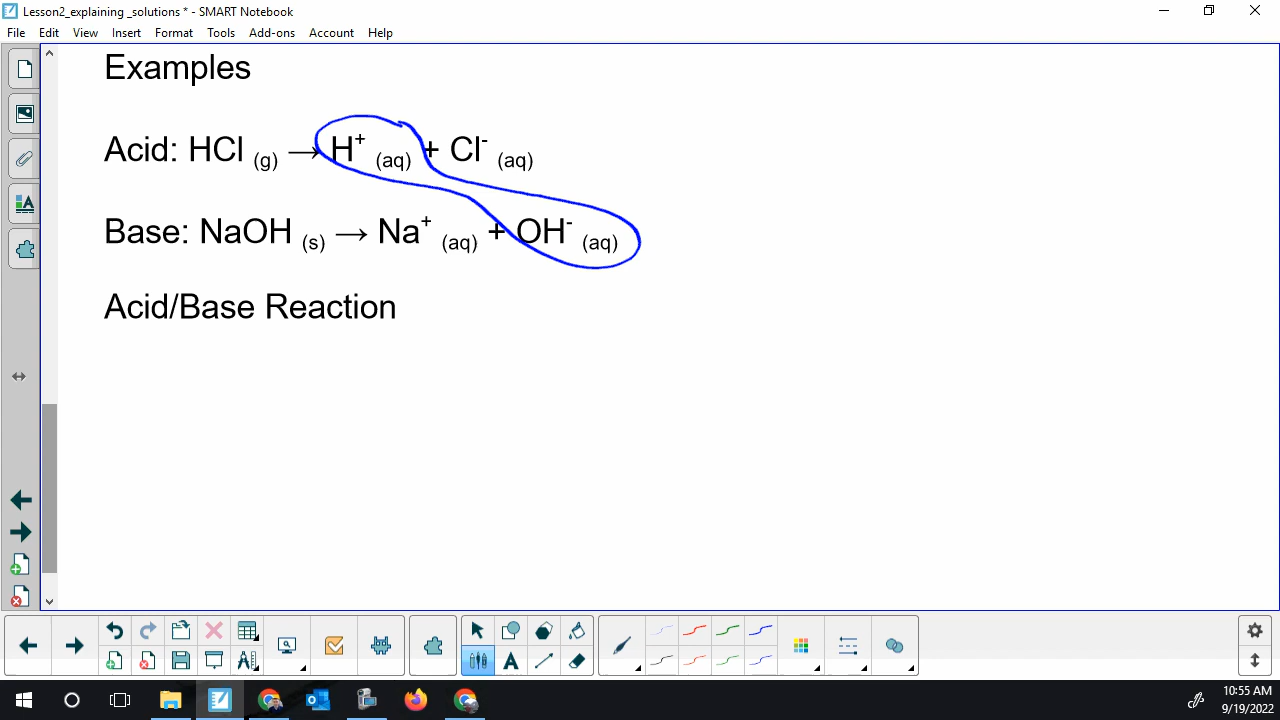 Lesson2_explaining _solutions * - SMART Notebook
File Edit View Insert Format Tools Add-ons Account Help
Examples
Acid: HCl (g) → H⁺ (aq) + Cl⁻ (aq)
Base: NaOH (s) → Na⁺ (aq) + OH⁻ (aq)
Acid/Base Reaction
10:55 AM
9/19/2022